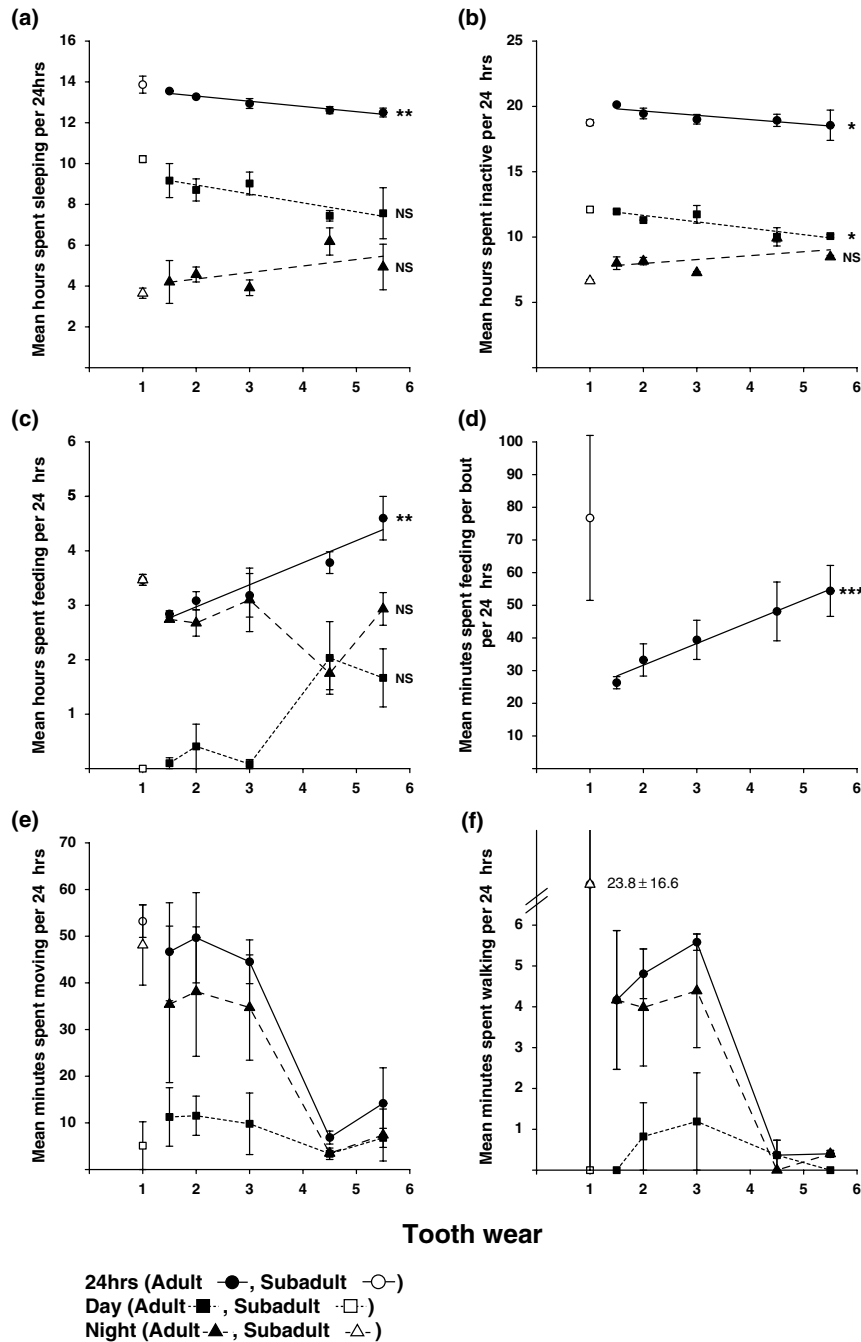 (a)
Mean hours spent sleeping per 24hrs
16
14
12
10
8
6
4
2
1 2 3 4 5 6
**
NS
NS
(b)
Mean hours spent inactive per 24 hrs
25
20
15
10
5
1 2 3 4 5 6
*
*
NS
(c)
Mean hours spent feeding per 24 hrs
6
5
4
3
2
1
1 2 3 4 5 6
**
NS
NS
(d)
Mean minutes spent feeding per bout
per 24 hrs
100
90
80
70
60
50
40
30
20
10
1 2 3 4 5 6
***
(e)
Mean minutes spent moving per 24 hrs
70
60
50
40
30
20
10
1 2 3 4 5 6
(f)
Mean minutes spent walking per 24 hrs
23.8 ± 16.6
6
5
4
3
2
1
1 2 3 4 5 6
Tooth wear
24hrs (Adult , Subadult )
Day (Adult , Subadult )
Night (Adult , Subadult )